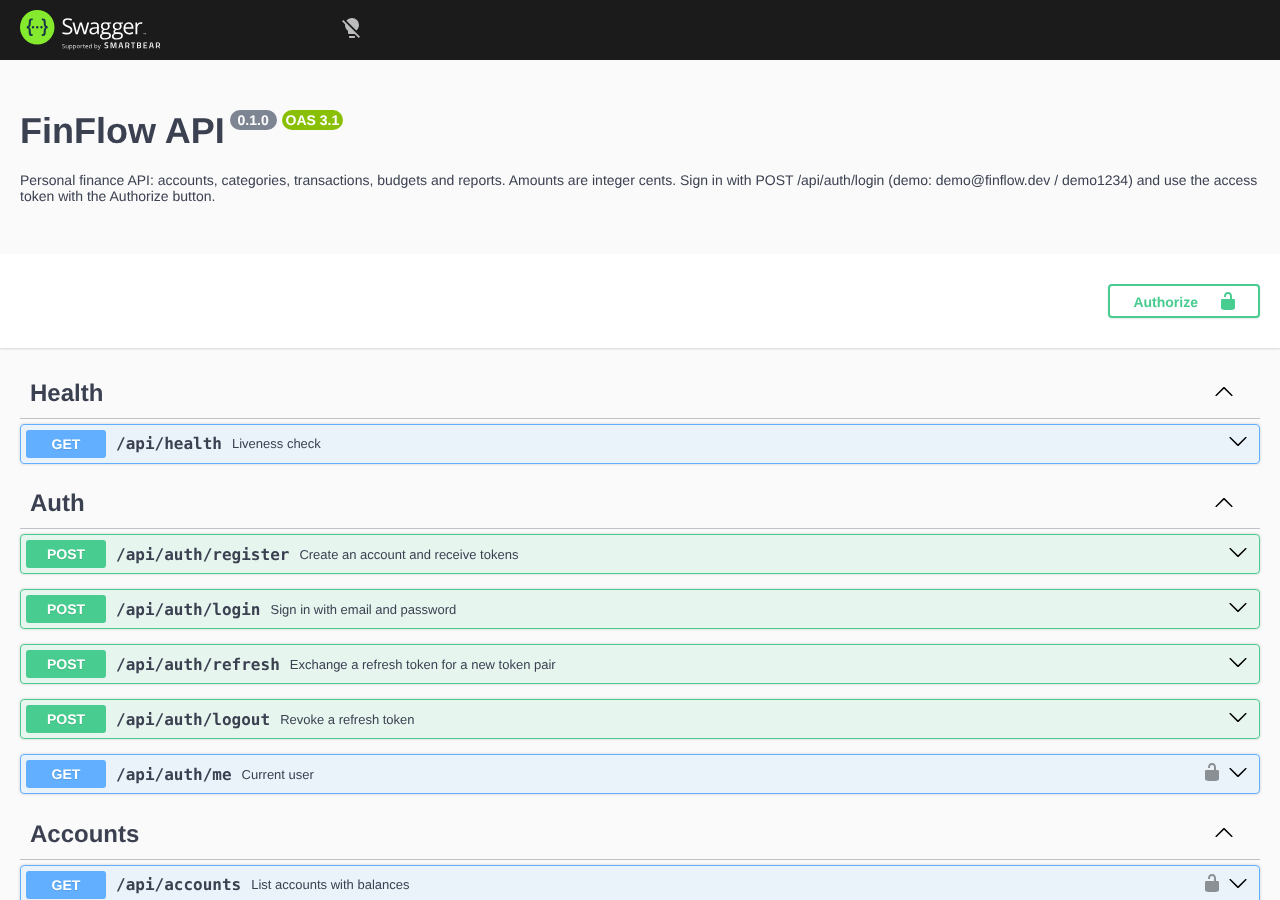 Swagger
Supported by SMARTBEAR
FinFlow API 0.1.0 OAS 3.1
Personal finance API: accounts, categories, transactions, budgets and reports. Amounts are integer cents. Sign in with POST /api/auth/login (demo: demo@finflow.dev / demo1234) and use the access
token with the Authorize button.
Authorize
Health
GET /api/health Liveness check
Auth
POST /api/auth/register Create an account and receive tokens
POST /api/auth/login Sign in with email and password
POST /api/auth/refresh Exchange a refresh token for a new token pair
POST /api/auth/logout Revoke a refresh token
GET /api/auth/me Current user
Accounts
GET /api/accounts List accounts with balances